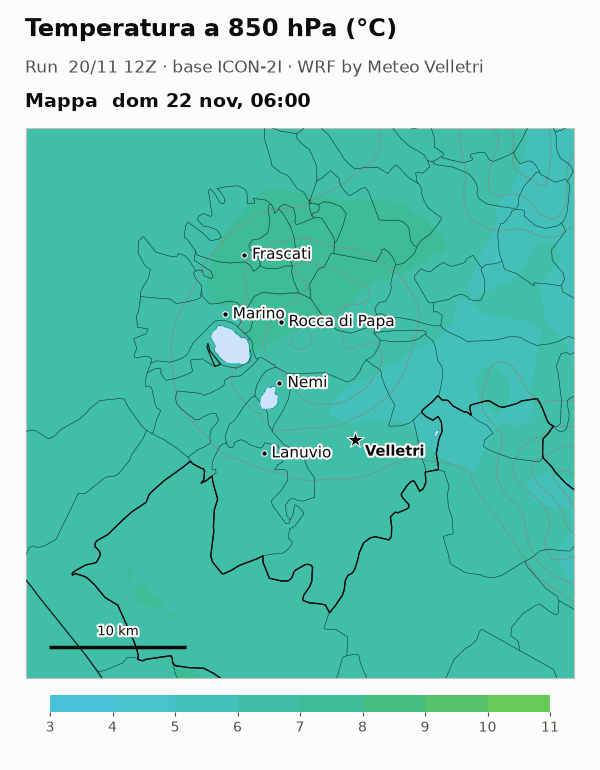 Temperatura a 850 hPa (°C)
Run  20/11 12Z · base ICON-2I · WRF by Meteo Velletri
Mappa  dom 22 nov, 06:00
Frascati
Marino
Rocca di Papa
Nemi
Velletri
Lanuvio
10 km
3 4 5 6 7 8 9 10 11